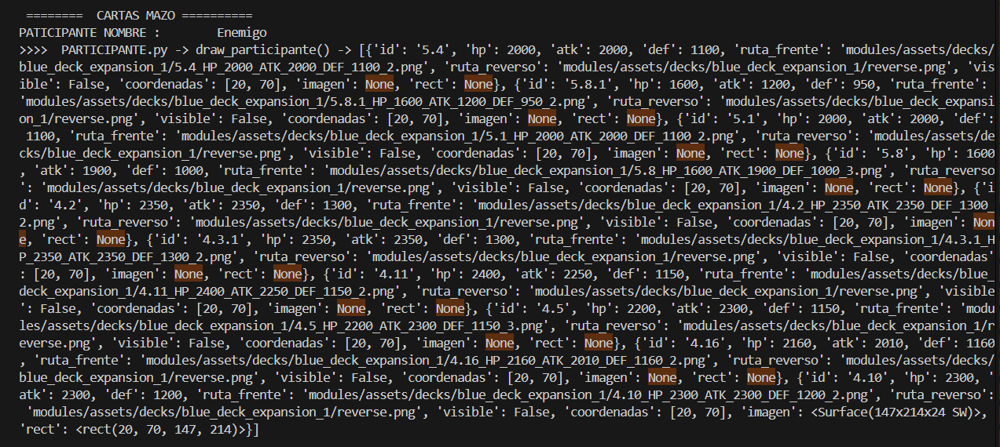 ======== CARTAS MAZO ==========
PATICIPANTE NOMBRE :        Enemigo
>>>>  PARTICIPANTE.py -> draw_participante() -> [{'id': '5.4', 'hp': 2000, 'atk': 2000, 'def': 1100, 'ruta_frente': 'modules/assets/decks/
blue_deck_expansion_1/5.4_HP_2000_ATK_2000_DEF_1100_2.png', 'ruta_reverso': 'modules/assets/decks/blue_deck_expansion_1/reverse.png', 'vis
ible': False, 'coordenadas': [20, 70], 'imagen': None, 'rect': None}, {'id': '5.8.1', 'hp': 1600, 'atk': 1200, 'def': 950, 'ruta_frente':
'modules/assets/decks/blue_deck_expansion_1/5.8.1_HP_1600_ATK_1200_DEF_950_2.png', 'ruta_reverso': 'modules/assets/decks/blue_deck_expansi
on_1/reverse.png', 'visible': False, 'coordenadas': [20, 70], 'imagen': None, 'rect': None}, {'id': '5.1', 'hp': 2000, 'atk': 2000, 'def':
1100, 'ruta_frente': 'modules/assets/decks/blue_deck_expansion_1/5.1_HP_2000_ATK_2000_DEF_1100_2.png', 'ruta_reverso': 'modules/assets/de
cks/blue_deck_expansion_1/reverse.png', 'visible': False, 'coordenadas': [20, 70], 'imagen': None, 'rect': None}, {'id': '5.8', 'hp': 1600
, 'atk': 1900, 'def': 1000, 'ruta_frente': 'modules/assets/decks/blue_deck_expansion_1/5.8_HP_1600_ATK_1900_DEF_1000_3.png', 'ruta_reverso
': 'modules/assets/decks/blue_deck_expansion_1/reverse.png', 'visible': False, 'coordenadas': [20, 70], 'imagen': None, 'rect': None}, {'i
d': '4.2', 'hp': 2350, 'atk': 2350, 'def': 1300, 'ruta_frente': 'modules/assets/decks/blue_deck_expansion_1/4.2_HP_2350_ATK_2350_DEF_1300_
2.png', 'ruta_reverso': 'modules/assets/decks/blue_deck_expansion_1/reverse.png', 'visible': False, 'coordenadas': [20, 70], 'imagen': Non
e, 'rect': None}, {'id': '4.3.1', 'hp': 2350, 'atk': 2350, 'def': 1300, 'ruta_frente': 'modules/assets/decks/blue_deck_expansion_1/4.3.1_H
P_2350_ATK_2350_DEF_1300_2.png', 'ruta_reverso': 'modules/assets/decks/blue_deck_expansion_1/reverse.png', 'visible': False, 'coordenadas'
: [20, 70], 'imagen': None, 'rect': None}, {'id': '4.11', 'hp': 2400, 'atk': 2250, 'def': 1150, 'ruta_frente': 'modules/assets/decks/blue_
deck_expansion_1/4.11_HP_2400_ATK_2250_DEF_1150_2.png', 'ruta_reverso': 'modules/assets/decks/blue_deck_expansion_1/reverse.png', 'visible
': False, 'coordenadas': [20, 70], 'imagen': None, 'rect': None}, {'id': '4.5', 'hp': 2200, 'atk': 2300, 'def': 1150, 'ruta_frente': 'modu
les/assets/decks/blue_deck_expansion_1/4.5_HP_2200_ATK_2300_DEF_1150_3.png', 'ruta_reverso': 'modules/assets/decks/blue_deck_expansion_1/r
everse.png', 'visible': False, 'coordenadas': [20, 70], 'imagen': None, 'rect': None}, {'id': '4.16', 'hp': 2160, 'atk': 2010, 'def': 1160
, 'ruta_frente': 'modules/assets/decks/blue_deck_expansion_1/4.16_HP_2160_ATK_2010_DEF_1160_2.png', 'ruta_reverso': 'modules/assets/decks/
blue_deck_expansion_1/reverse.png', 'visible': False, 'coordenadas': [20, 70], 'imagen': None, 'rect': None}, {'id': '4.10', 'hp': 2300, '
atk': 2300, 'def': 1200, 'ruta_frente': 'modules/assets/decks/blue_deck_expansion_1/4.10_HP_2300_ATK_2300_DEF_1200_2.png', 'ruta_reverso':
'modules/assets/decks/blue_deck_expansion_1/reverse.png', 'visible': False, 'coordenadas': [20, 70], 'imagen': <Surface(147x214x24 SW)>,
'rect': <rect(20, 70, 147, 214)>}]